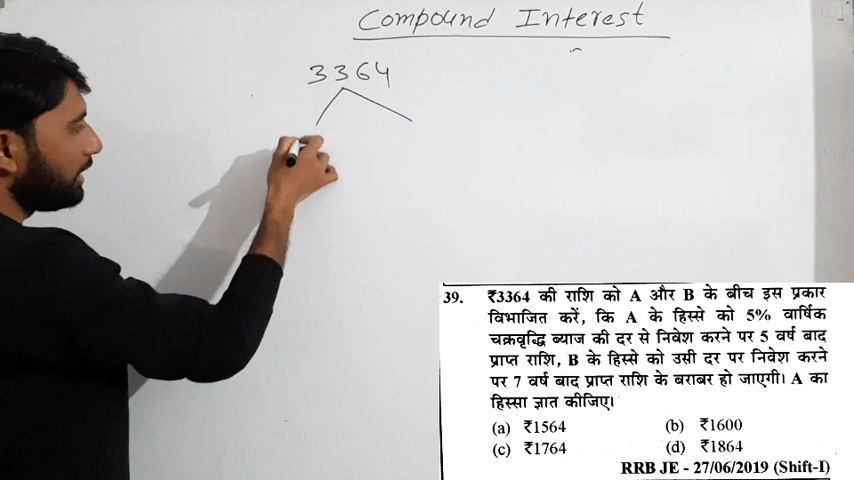 Compound Interest
3364
39. ₹3364 की राशि को A और B के बीच इस प्रकार
विभाजित करें, कि A के हिस्से को 5% वार्षिक
चक्रवृद्धि ब्याज की दर से निवेश करने पर 5 वर्ष बाद
प्राप्त राशि, B के हिस्से को उसी दर पर निवेश करने
पर 7 वर्ष बाद प्राप्त राशि के बराबर हो जाएगी। A का
हिस्सा ज्ञात कीजिए।
(a) ₹1564 (b) ₹1600
(c) ₹1764 (d) ₹1864
RRB JE - 27/06/2019 (Shift-I)